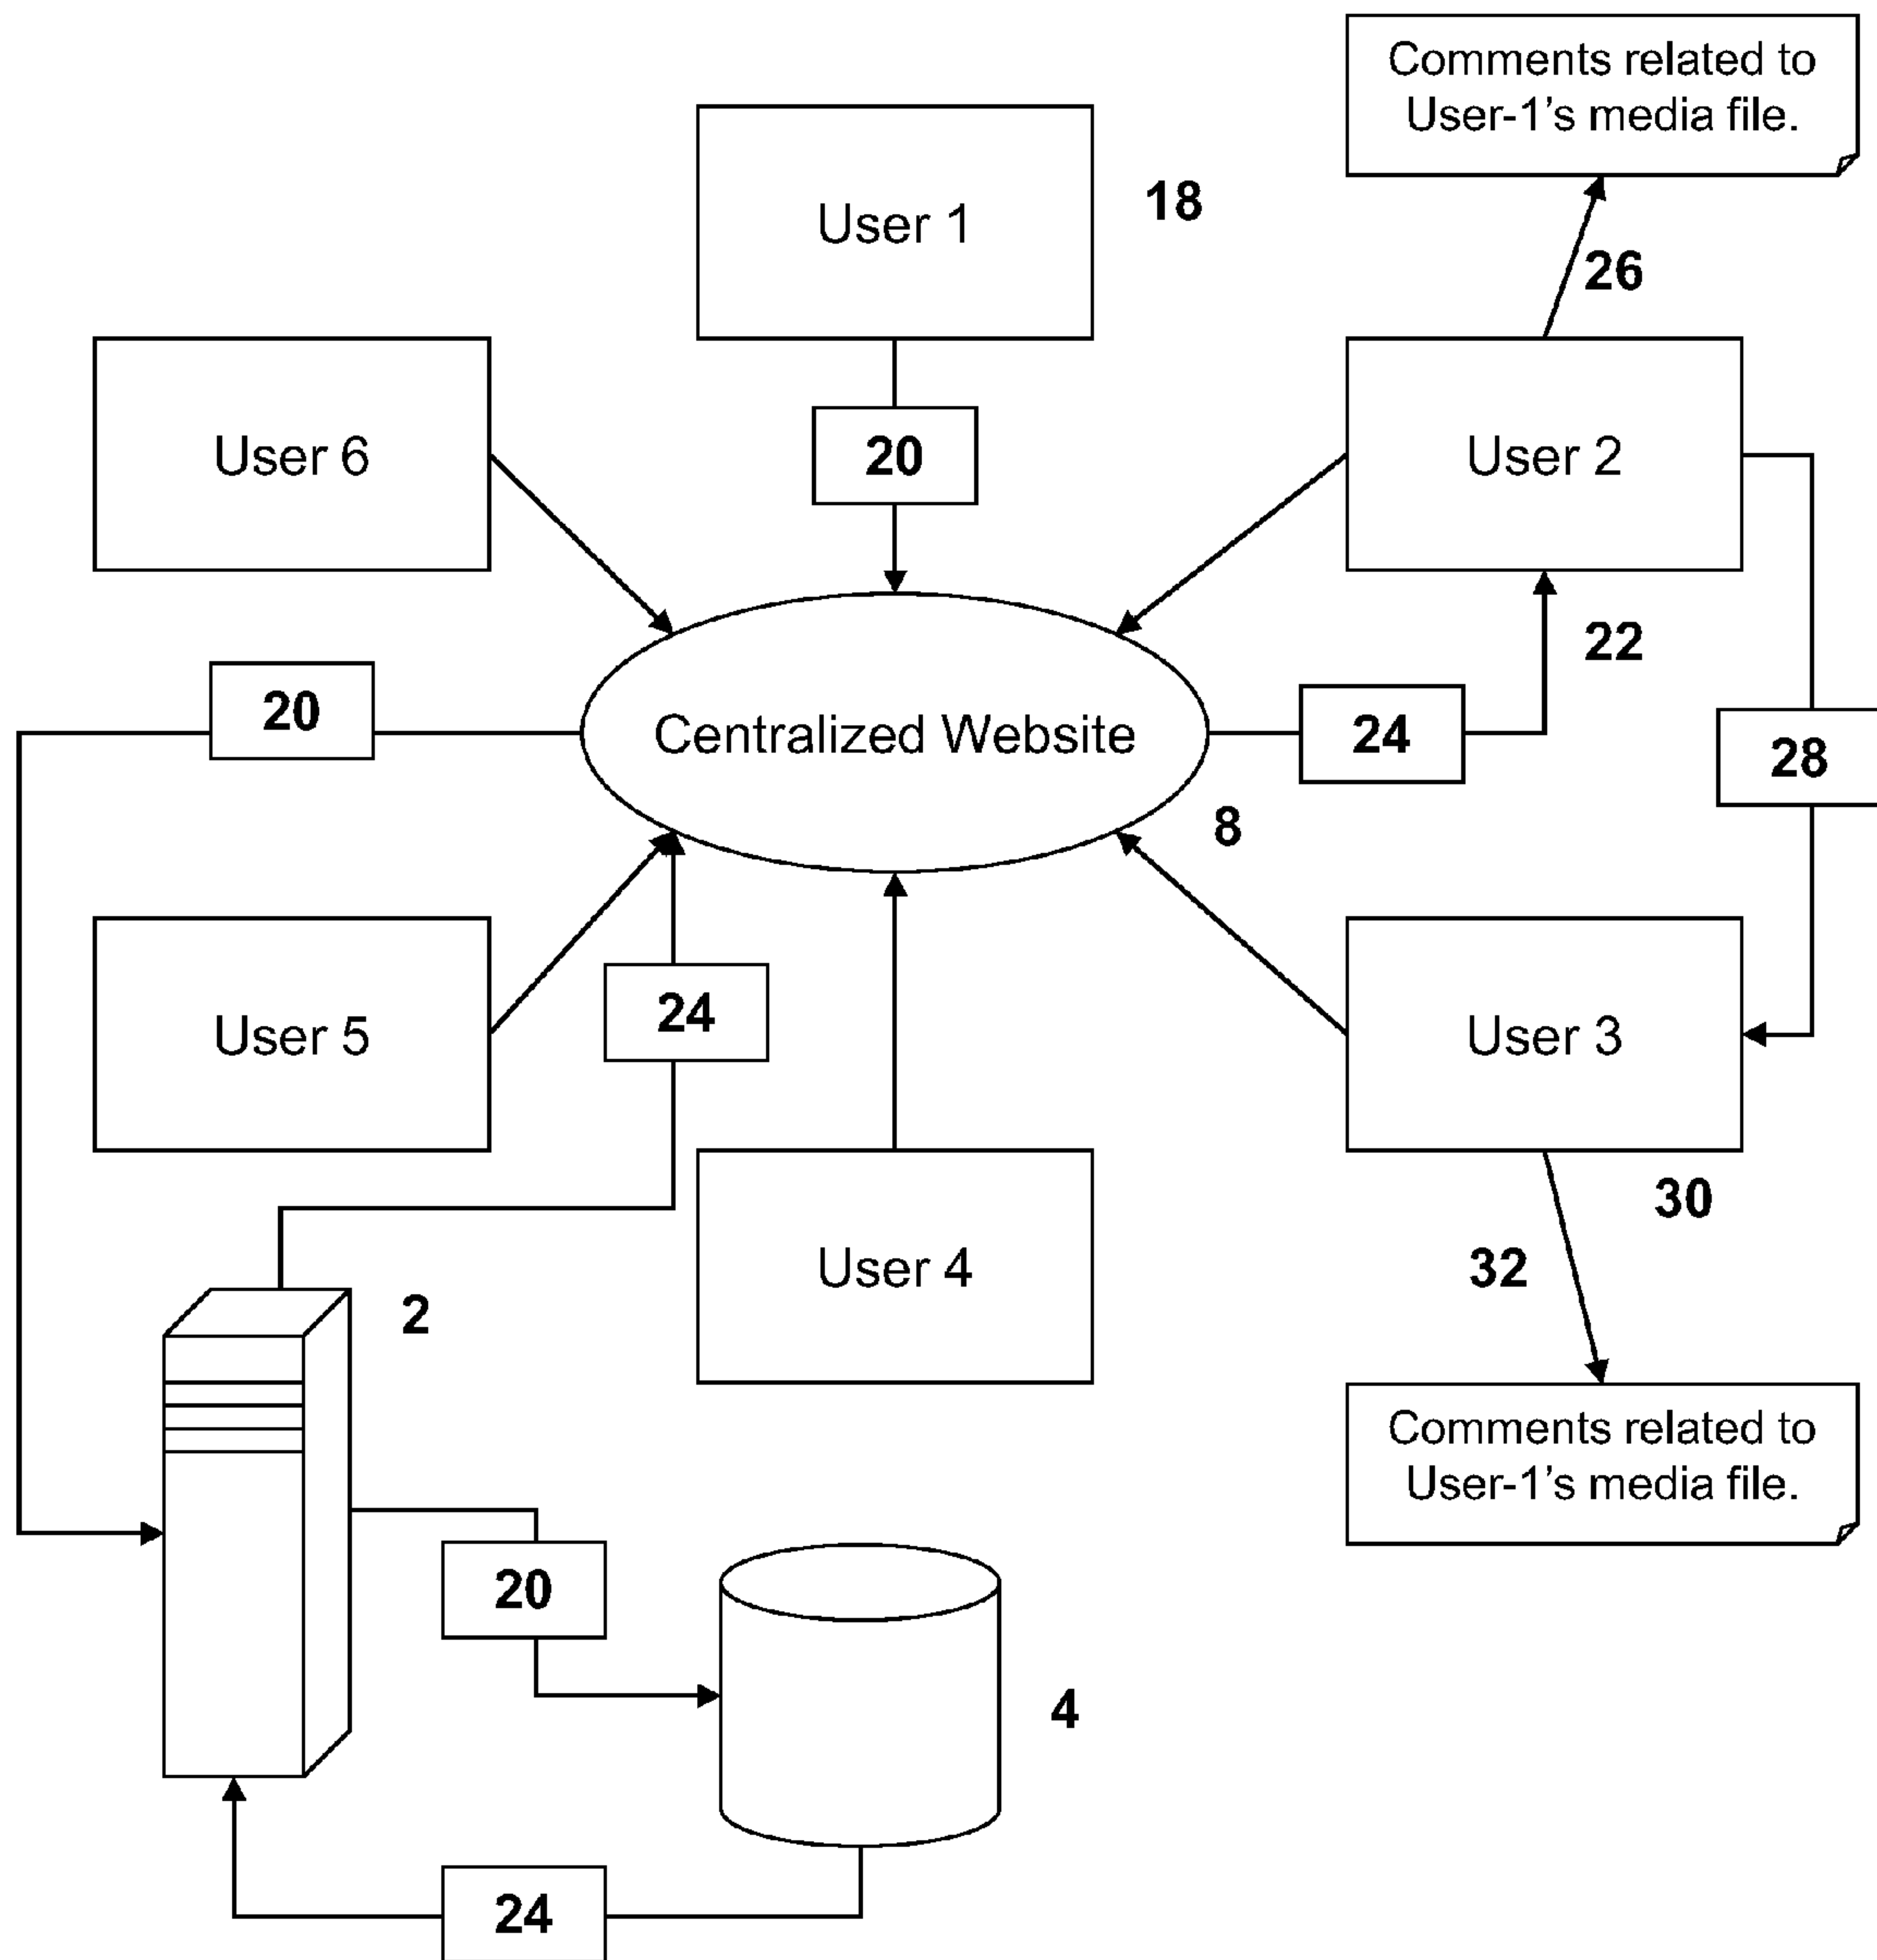 Comments related to
User-1's media file.
User 1
18
26
User 6
20
User 2
22
20
Centralized Website
24
28
8
User 5
24
User 3
30
User 4
32
2
Comments related to
User-1's media file.
20
4
24